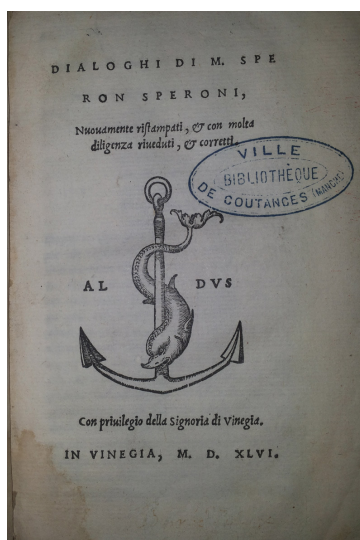 DIALOGHI DI M. SPE
RON SPERONI,
Nuouamente ristampati, & con molta
diligenza riueduti, & corretti.
VILLE
BIBLIOTHÈQUE
DE COUTANCES (MANCHE)
AL DVS
Con priuilegio della Signoria di Vinegia.
IN VINEGIA, M. D. XLVI.